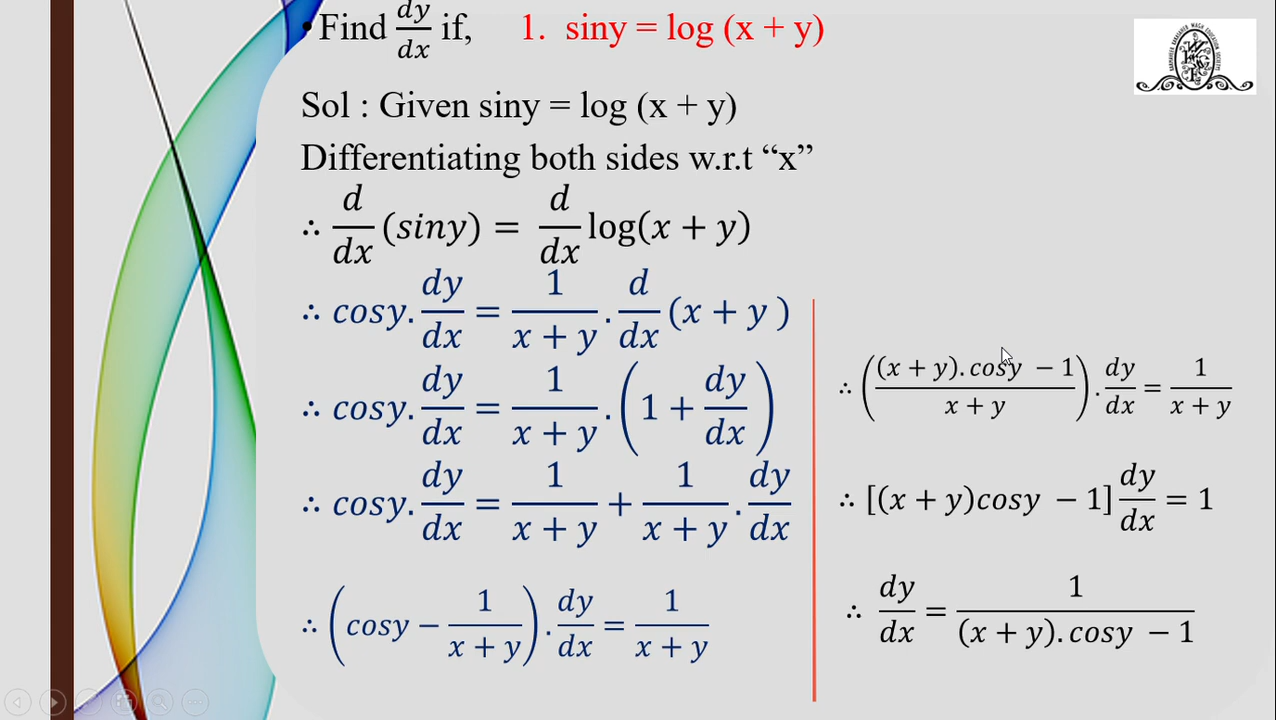 • Find dy/dx if, 1. siny = log (x + y)
Sol : Given siny = log (x + y)
Differentiating both sides w.r.t “x”
∴ d/dx (siny) = d/dx log(x + y)
∴ cosy. dy/dx = 1/(x + y) . d/dx (x + y )
∴ cosy. dy/dx = 1/(x + y) . (1 + dy/dx)
∴ cosy. dy/dx = 1/(x + y) + 1/(x + y) . dy/dx
∴ (cosy − 1/(x + y)) . dy/dx = 1/(x + y)
∴ (((x + y). cosy − 1)/(x + y)) . dy/dx = 1/(x + y)
∴ [(x + y)cosy − 1] dy/dx = 1
∴ dy/dx = 1/((x + y). cosy − 1)